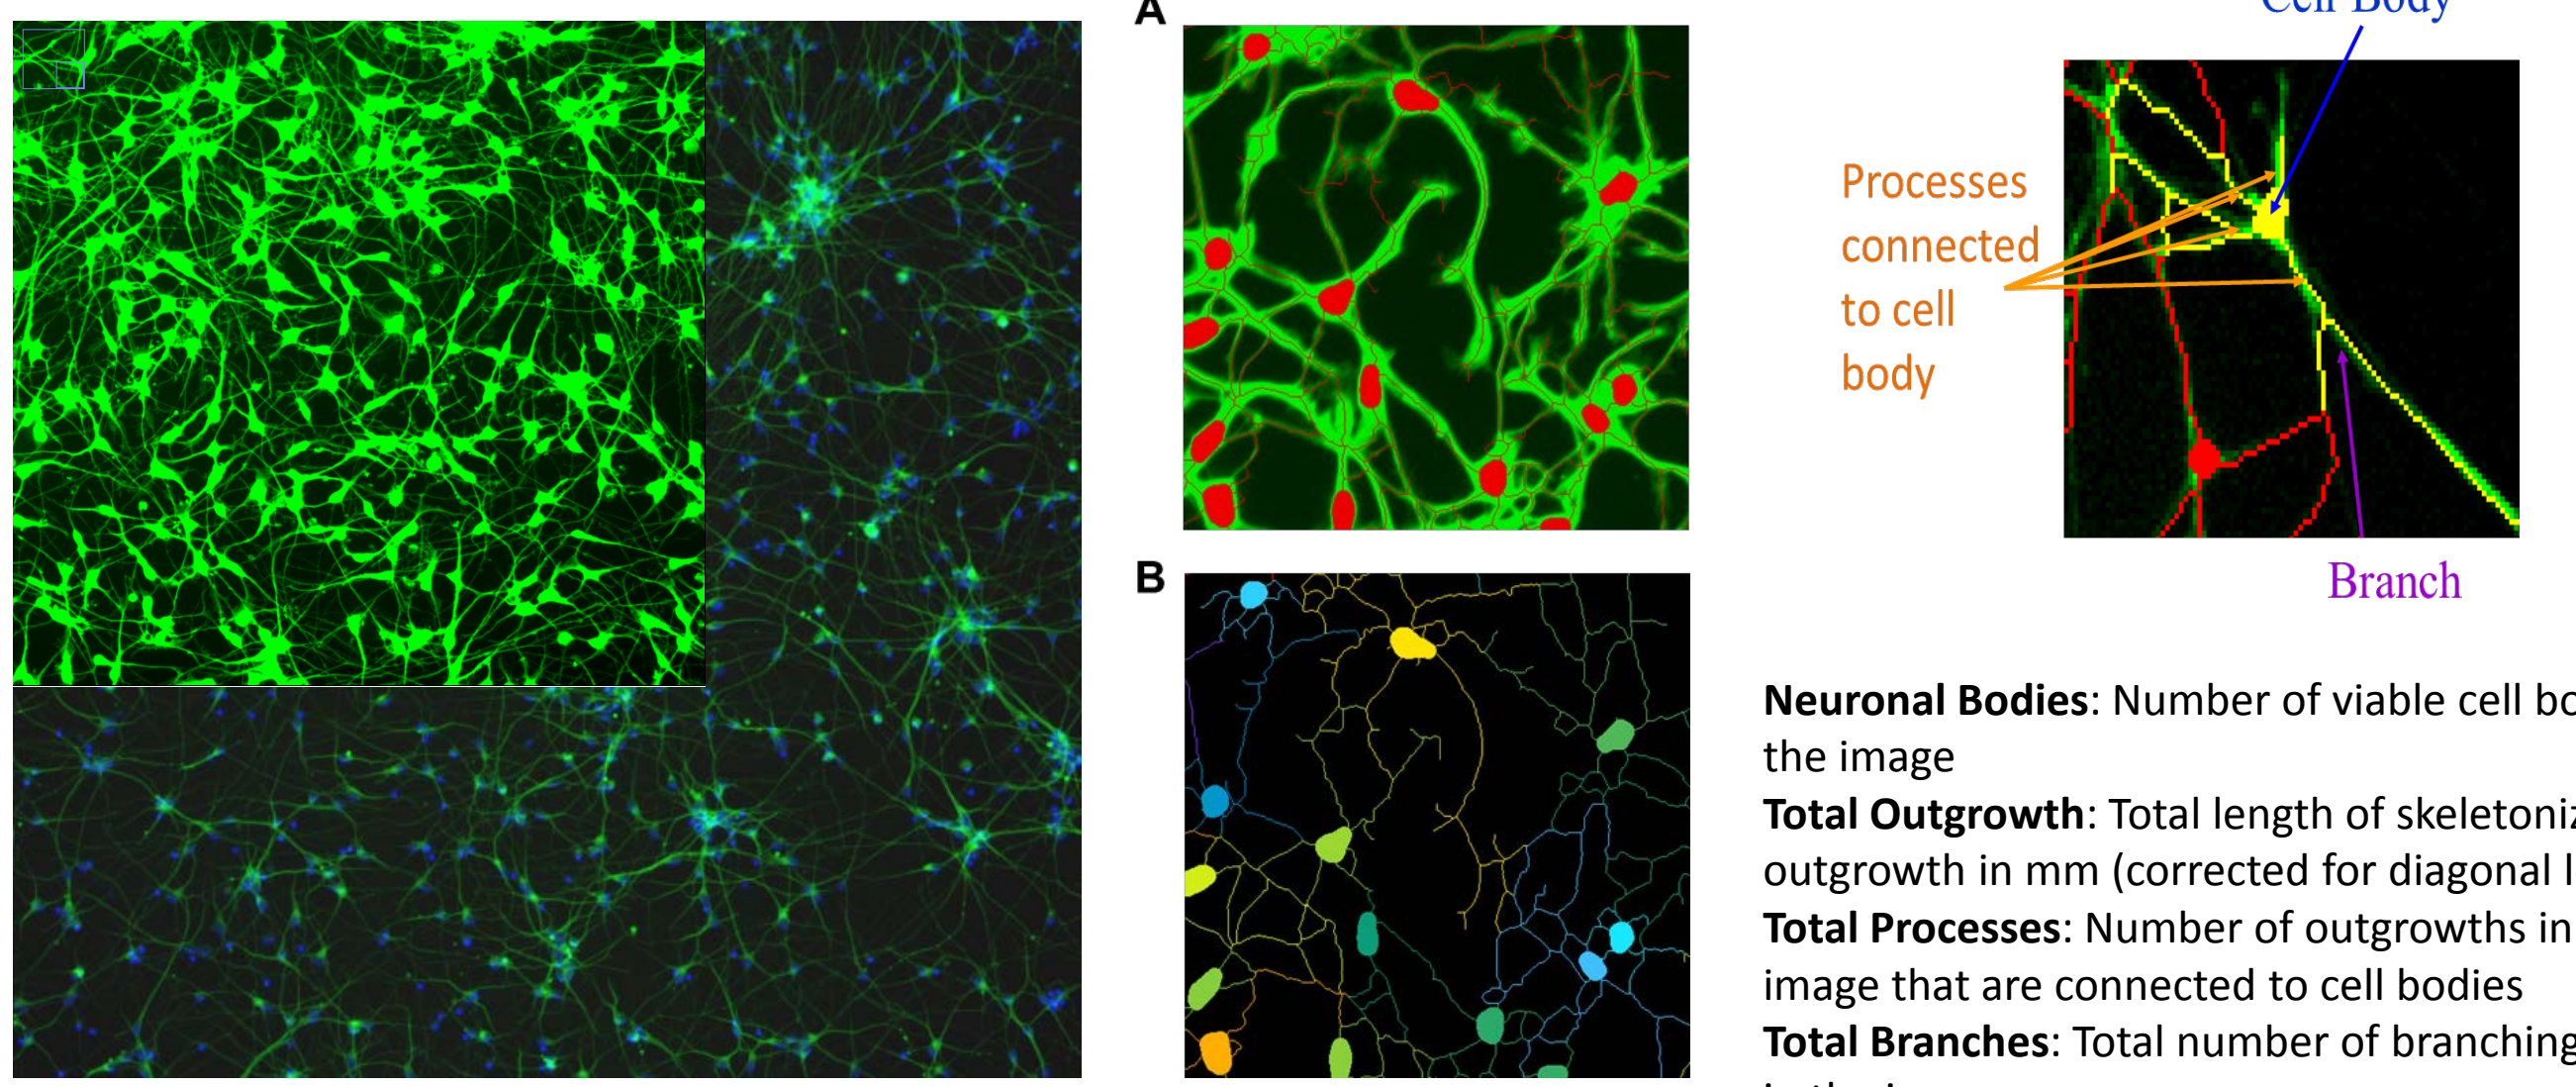 A
B
Cell Body
Processes
connected
to cell
body
Branch
Neuronal Bodies: Number of viable cell
the image
Total Outgrowth: Total length of
outgrowth in mm (corrected for diagonal
Total Processes: Number of outgrowths in
image that are connected to cell bodies
Total Branches: Total number of branching